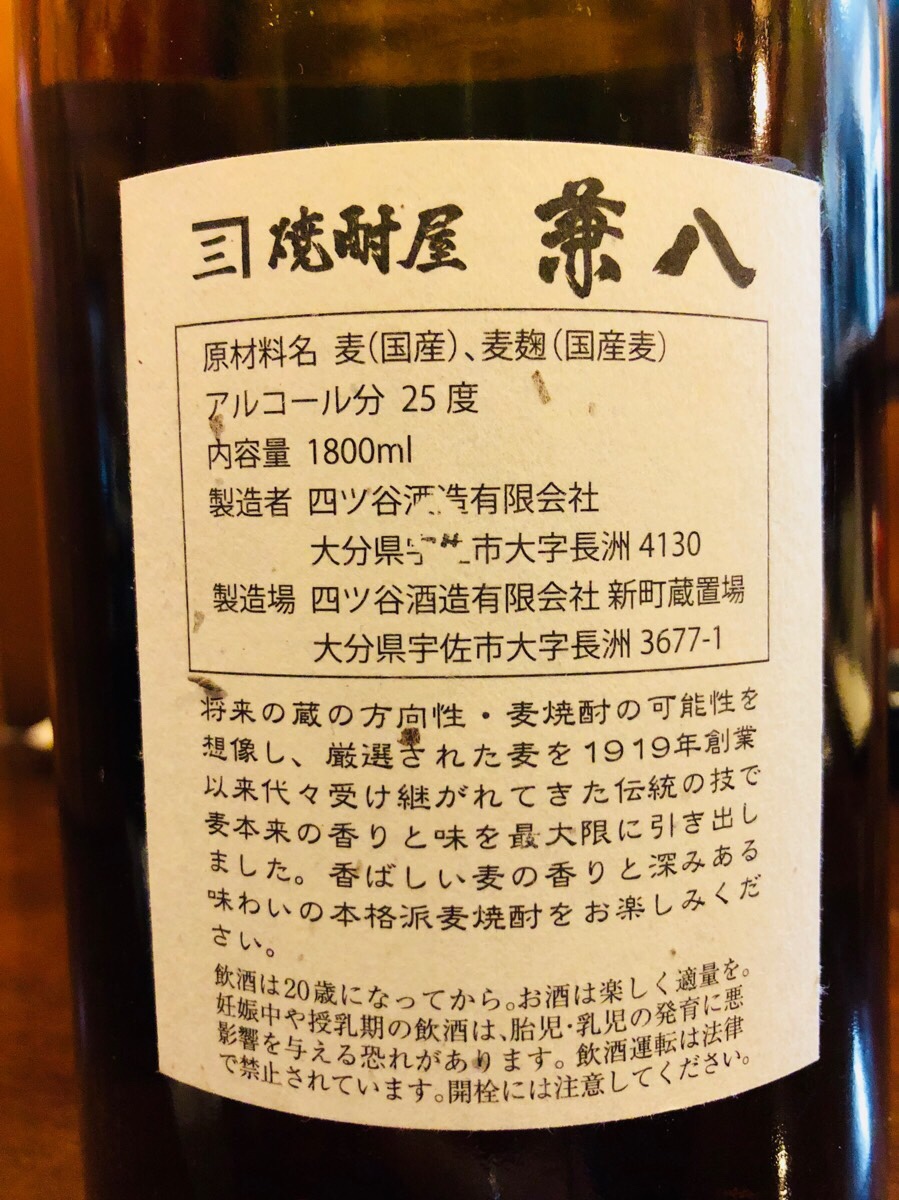 三 焼酎屋 兼八
原材料名 麦(国産)、麦麹(国産麦)
アルコール分 25度
内容量 1800ml
製造者 四ツ谷酒造有限会社
大分県宇佐市大字長洲4130
製造場 四ツ谷酒造有限会社 新町蔵置場
大分県宇佐市大字長洲3677-1
将来の蔵の方向性・麦焼酎の可能性を
想像し、厳選された麦を1919年創業
以来代々受け継がれてきた伝統の技で
麦本来の香りと味を最大限に引き出し
ました。香ばしい麦の香りと深みある
味わいの本格派麦焼酎をお楽しみくだ
さい。
飲酒は20歳になってから。お酒は楽しく適量を。
妊娠中や授乳期の飲酒は、胎児・乳児の発育に悪
影響を与える恐れがあります。飲酒運転は法律
で禁止されています。開栓には注意してください。